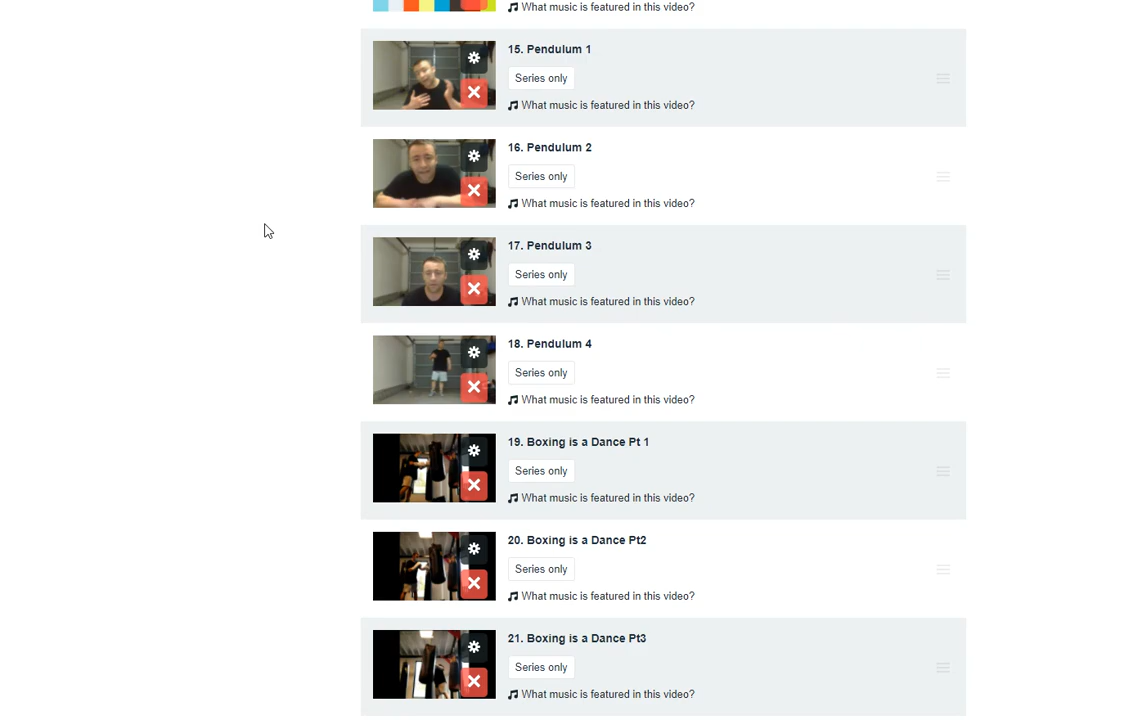 What music is featured in this video?
15. Pendulum 1
Series only
What music is featured in this video?
16. Pendulum 2
Series only
What music is featured in this video?
17. Pendulum 3
Series only
What music is featured in this video?
18. Pendulum 4
Series only
What music is featured in this video?
19. Boxing is a Dance Pt 1
Series only
What music is featured in this video?
20. Boxing is a Dance Pt2
Series only
What music is featured in this video?
21. Boxing is a Dance Pt3
Series only
What music is featured in this video?